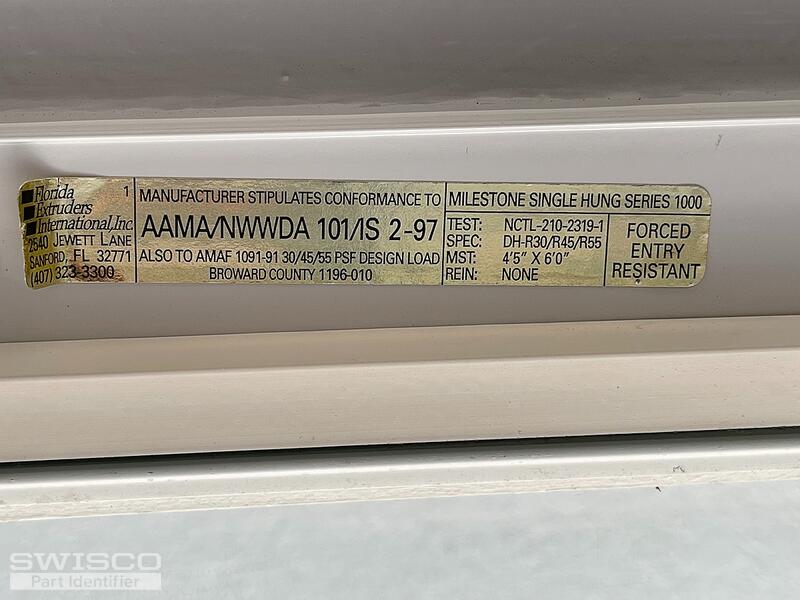 Florida 1
Extruders
International, Inc
2540 JEWETT LANE
SANFORD, FL 32771
(407) 323-3300
MANUFACTURER STIPULATES CONFORMANCE TO
AAMA/NWWDA 101/IS 2-97
ALSO TO AMAF 1091-91 30/45/55 PSF DESIGN LOAD
BROWARD COUNTY 1196-010
MILESTONE SINGLE HUNG SERIES 1000
TEST: NCTL-210-2319-1
SPEC: DH-R30/R45/R55
MST: 4'5" X 6'0"
REIN: NONE
FORCED
ENTRY
RESISTANT
SWISCO
Part Identifier